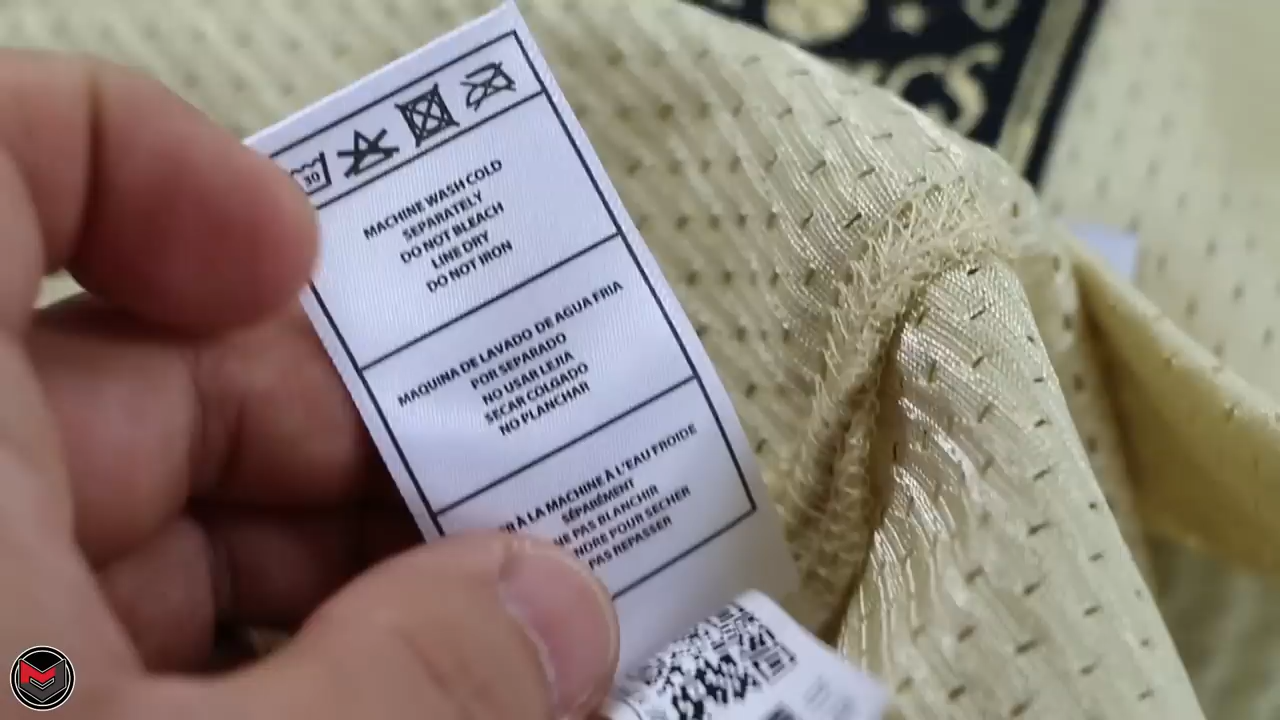 30
MACHINE WASH COLD
SEPARATELY
DO NOT BLEACH
LINE DRY
DO NOT IRON
MAQUINA DE LAVADO DE AGUA FRIA
POR SEPARADO
NO USAR LEJIA
SECAR COLGADO
NO PLANCHAR
À LA MACHINE À L'EAU FROIDE
SÉPARÉMENT
NE PAS BLANCHIR
POUR SECHER
PAS REPASSER